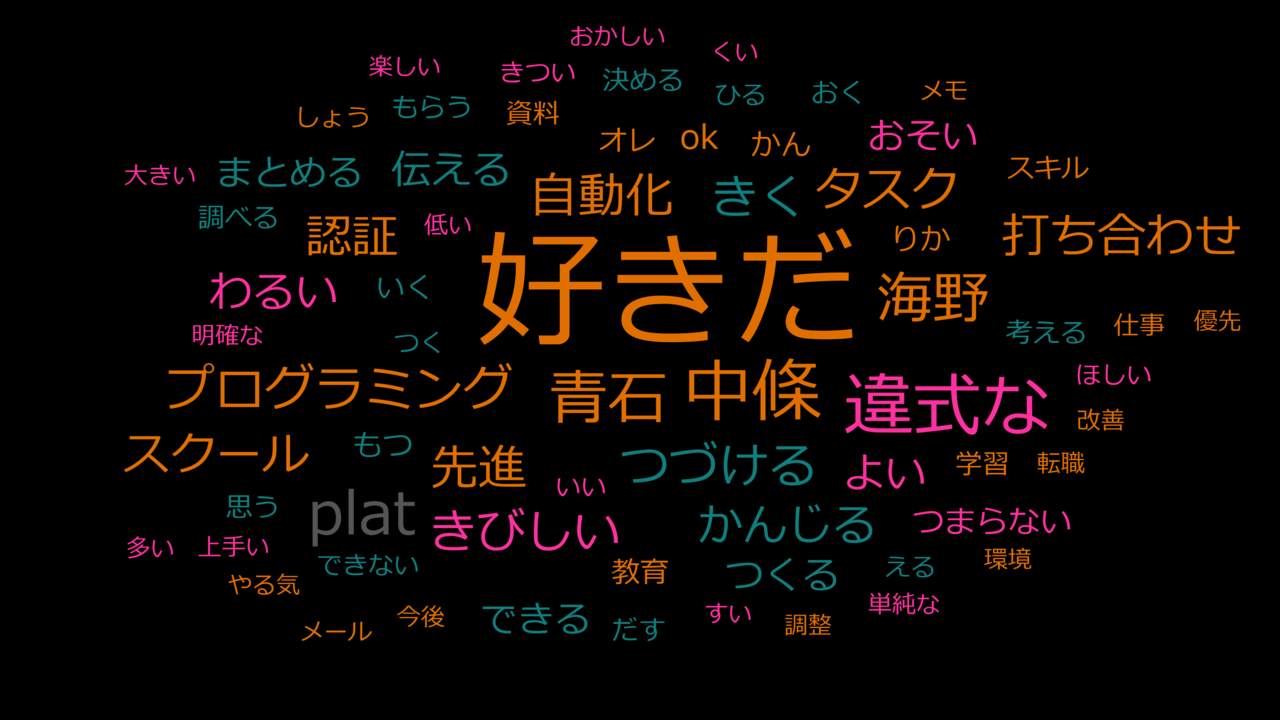 おかしい
くい
楽しい
きつい
決める
ひる
おく
メモ
しょう
もらう
資料
オレ
ok
かん
おそい
大きい
まとめる
伝える
自動化
きく
タスク
スキル
調べる
認証
低い
好きだ
りか
打ち合わせ
わるい
いく
海野
明確な
つく
考える
仕事
優先
プログラミング
青石
中條
違式な
ほしい
改善
スクール
もつ
先進
いい
つづける
よい
学習
転職
思う
plat
きびしい
かんじる
つまらない
多い
上手い
できない
やる気
教育
つくる
える
環境
メール
今後
できる
だす
すい
調整
単純な